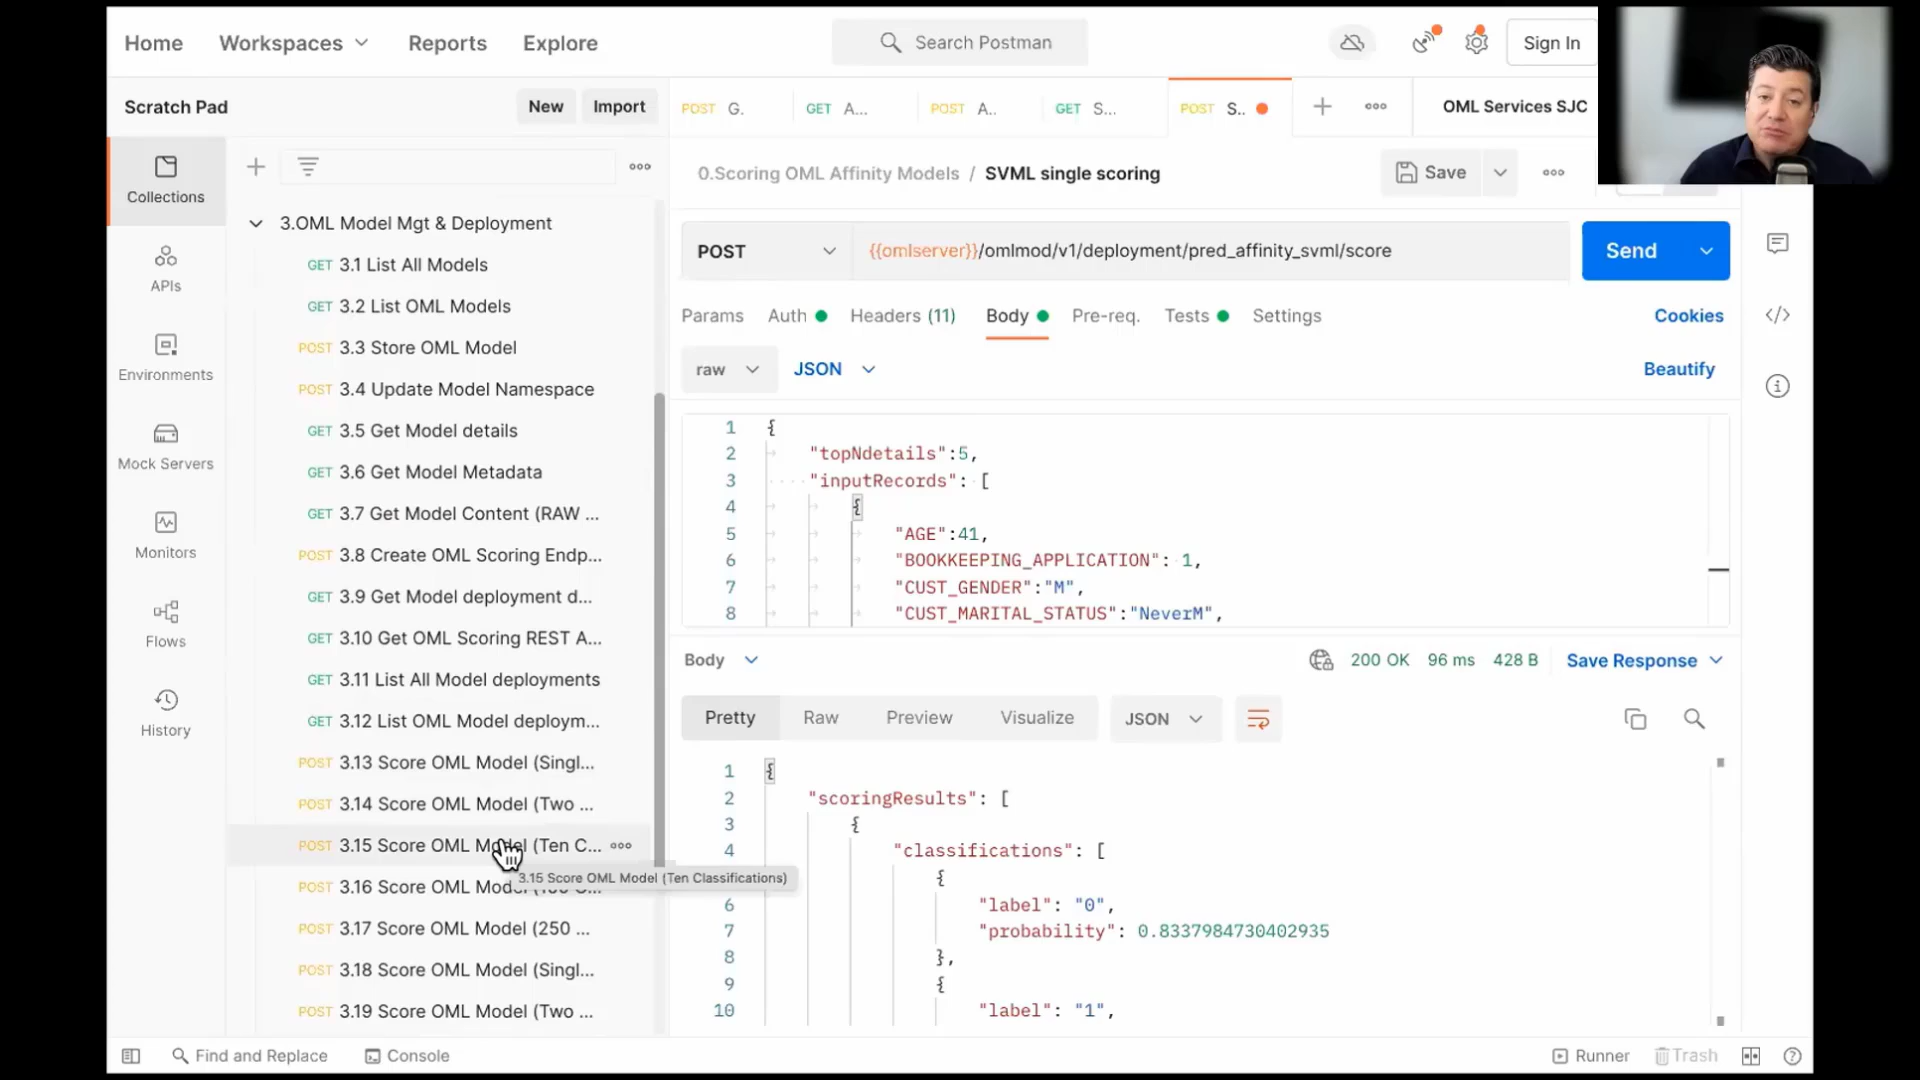 Home
Workspaces
Reports
Explore
Search Postman
Sign In
Scratch Pad
New
Import
POST G.
GET A...
POST A..
GET S...
POST S..
OML Services SJC
Collections
APIs
Environments
Mock Servers
Monitors
Flows
History
3.OML Model Mgt & Deployment
GET 3.1 List All Models
GET 3.2 List OML Models
POST 3.3 Store OML Model
POST 3.4 Update Model Namespace
GET 3.5 Get Model details
GET 3.6 Get Model Metadata
GET 3.7 Get Model Content (RAW ...
POST 3.8 Create OML Scoring Endp...
GET 3.9 Get Model deployment d...
GET 3.10 Get OML Scoring REST A...
GET 3.11 List All Model deployments
GET 3.12 List OML Model deploym...
POST 3.13 Score OML Model (Singl...
POST 3.14 Score OML Model (Two ...
POST 3.15 Score OML Model (Ten C...
3.15 Score OML Model (Ten Classifications)
POST 3.16 Score OML
POST 3.17 Score OML Model (250 ...
POST 3.18 Score OML Model (Singl...
POST 3.19 Score OML Model (Two ...
0.Scoring OML Affinity Models / SVML single scoring
Save
POST
{{omlserver}}/omlmod/v1/deployment/pred_affinity_svml/score
Send
Params
Auth
Headers (11)
Body
Pre-req.
Tests
Settings
Cookies
raw
JSON
Beautify
1 {
2 "topNdetails":5,
3 "inputRecords": [
4 {
5 "AGE":41,
6 "BOOKKEEPING_APPLICATION": 1,
7 "CUST_GENDER":"M",
8 "CUST_MARITAL_STATUS":"NeverM",
Body
200 OK 96 ms 428 B
Save Response
Pretty
Raw
Preview
Visualize
JSON
1 {
2 "scoringResults": [
3 {
4 "classifications": [
{
6 "label": "0",
7 "probability": 0.8337984730402935
8 },
9 {
10 "label": "1",
Find and Replace
Console
Runner
Trash